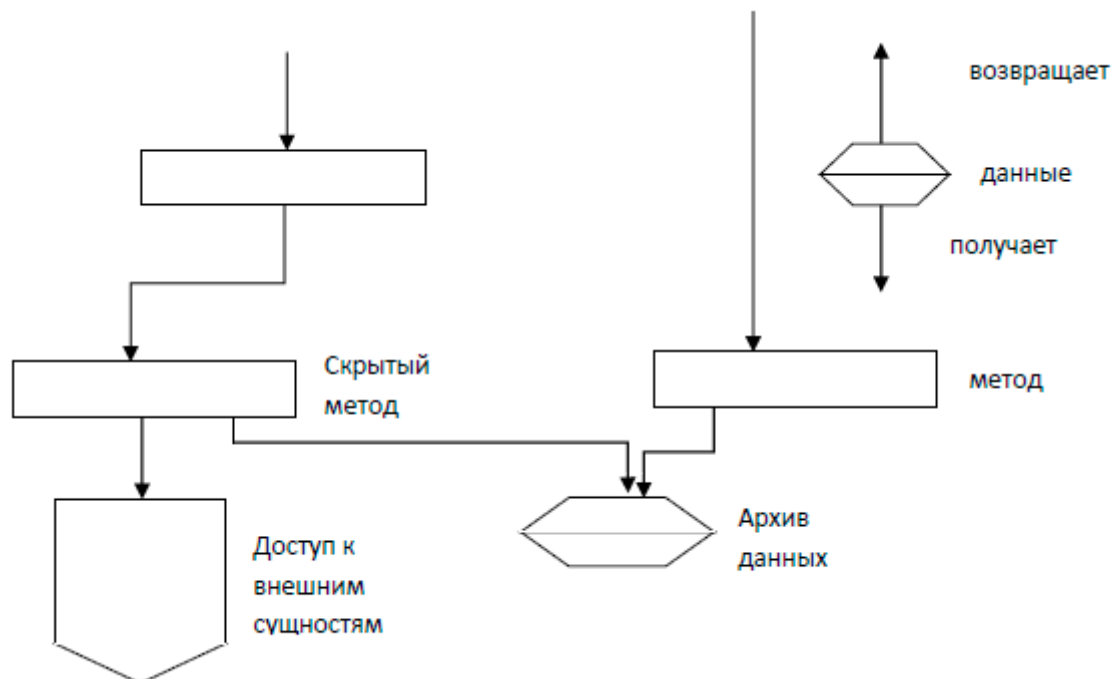 возвращает
данные
получает
Скрытый
метод
метод
Архив
данных
Доступ к
внешним
сущностям